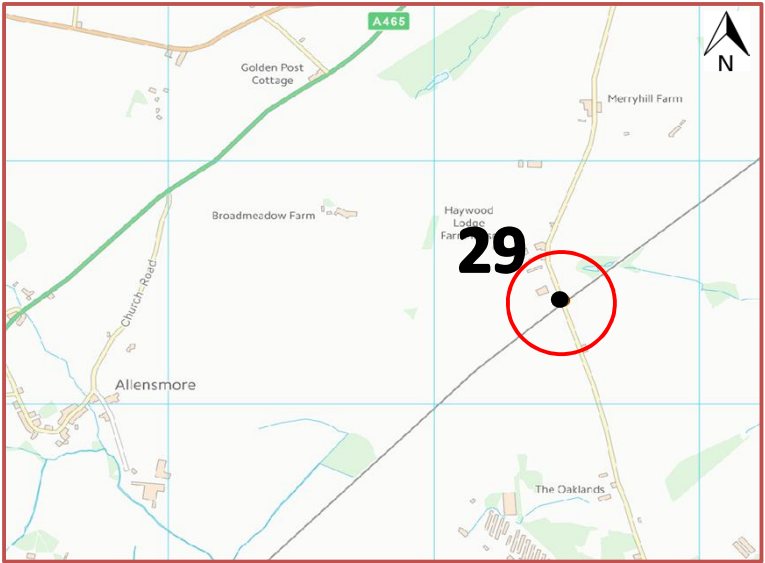 A465
N
Golden Post
Cottage
Merryhill Farm
Broadmeadow Farm
Haywood
Lodge
29
Church Road
Allensmore
The Oaklands